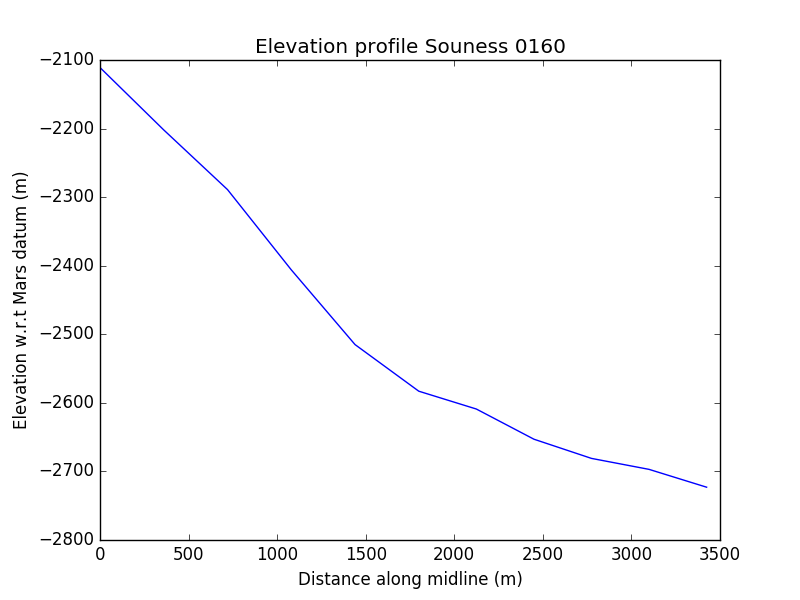 Elevation profile Souness 0160
−2100
−2200
−2300
−2400
−2500
−2600
−2700
−2800
Elevation w.r.t Mars datum (m)
0 500 1000 1500 2000 2500 3000 3500
Distance along midline (m)